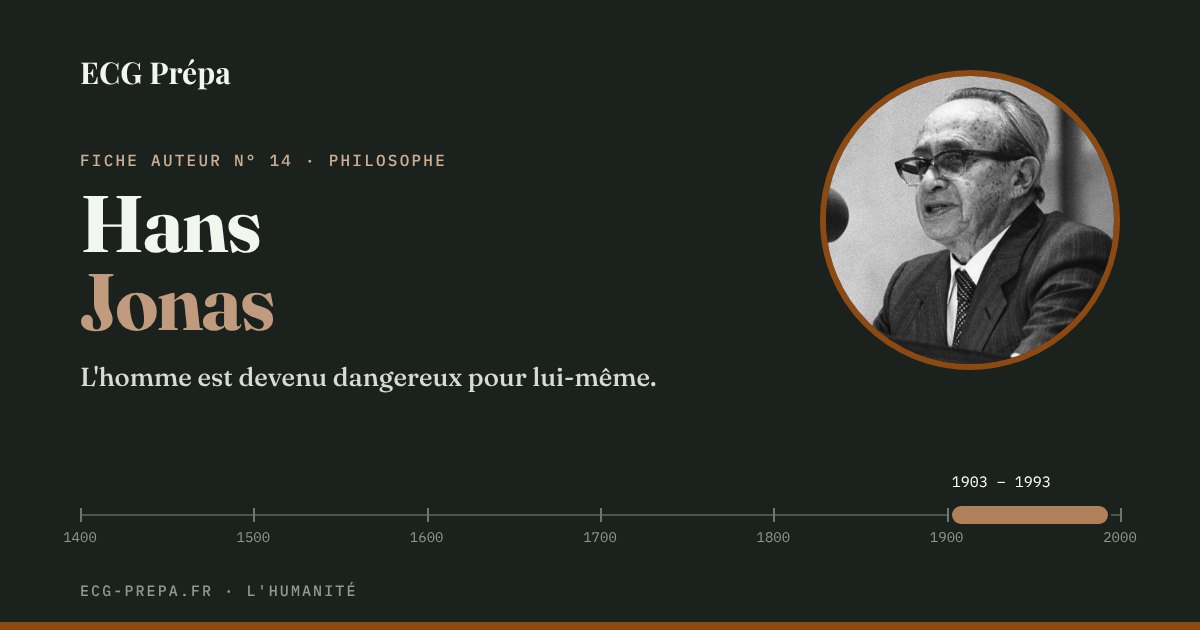 ECG Prépa
FICHE AUTEUR N° 14 · PHILOSOPHE
Hans
Jonas
L'homme est devenu dangereux pour lui-même.
1903 – 1993
1400 1500 1600 1700 1800 1900 2000
ECG-PREPA.FR · L'HUMANITÉ